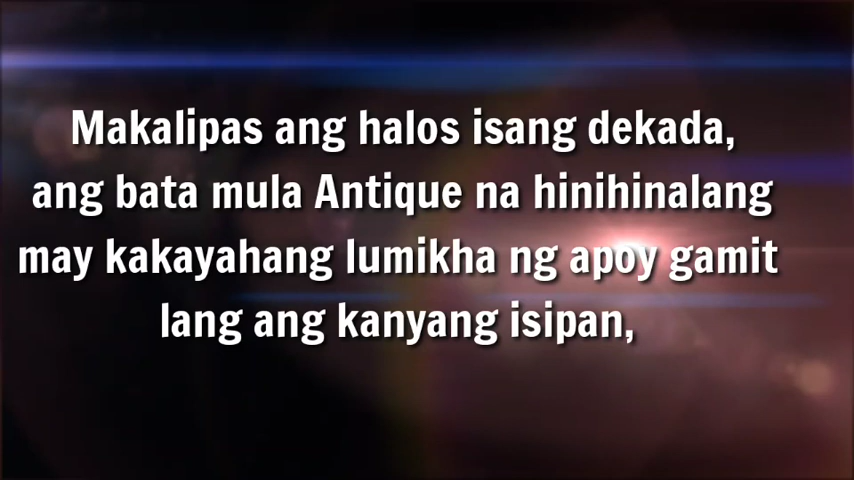 Makalipas ang halos isang dekada,
ang bata mula Antique na hinihinalang
may kakayahang lumikha ng apoy gamit
lang ang kanyang isipan,